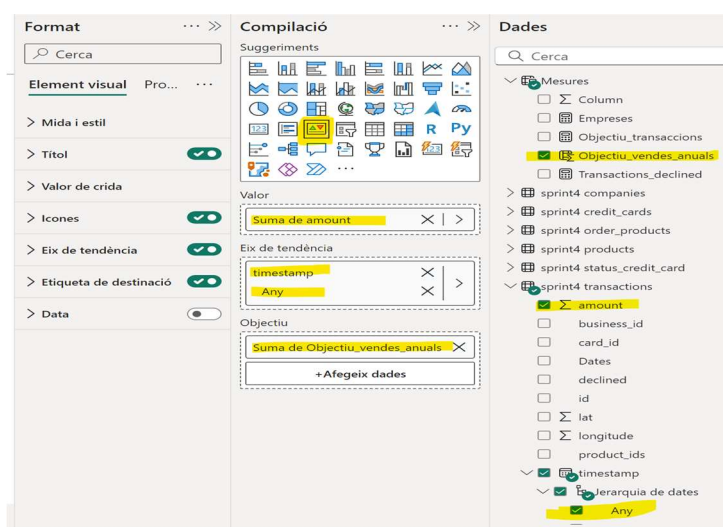 Format
Cerca
Element visual Pro... ...
Mida i estil
Títol
Valor de crida
Icones
Eix de tendència
Etiqueta de destinació
Data
Compilació
Suggeriments
123
R Py
123
...
Valor
Suma de amount
Eix de tendència
timestamp
Any
Objectiu
Suma de Objectiu_vendes_anuals
+Afegeix dades
Dades
Cerca
Mesures
Column
Empreses
Objectiu_transaccions
Objectiu_vendes_anuals
Transactions_declined
sprint4 companies
sprint4 credit_cards
sprint4 order_products
sprint4 products
sprint4 status_credit_card
sprint4 transactions
amount
business_id
card_id
Dates
declined
id
lat
longitude
product_ids
timestamp
Jerarquia de dates
Any